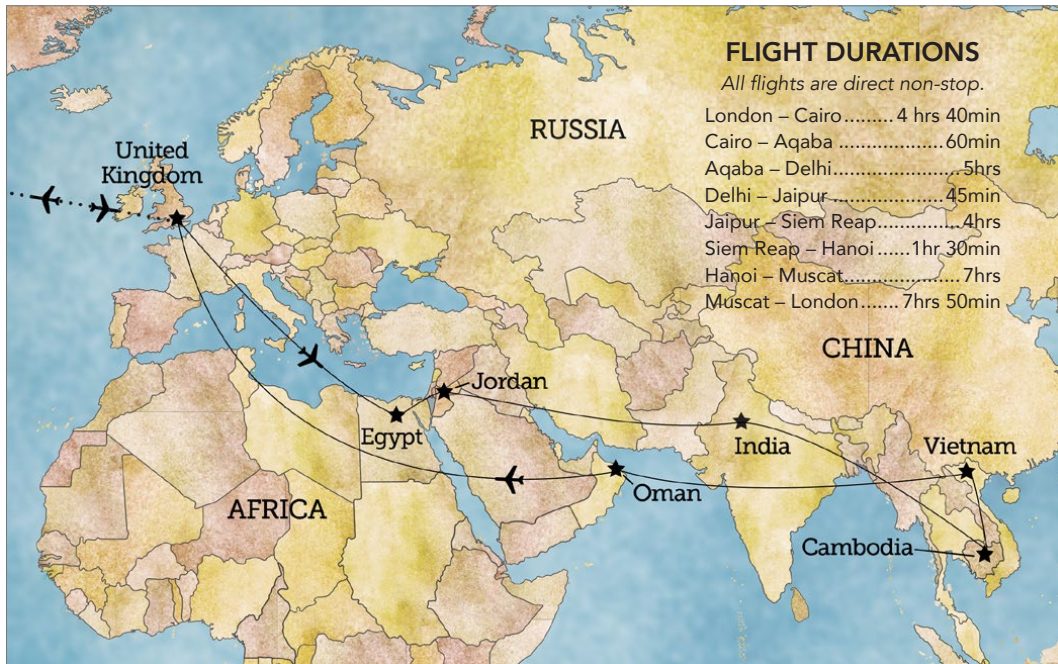 FLIGHT DURATIONS
All flights are direct non-stop.
London – Cairo.........4 hrs 40min
Cairo – Aqaba ...................60min
Aqaba – Delhi.......................5hrs
Delhi – Jaipur.....................45min
Jaipur – Siem Reap...............4hrs
Siem Reap – Hanoi ......1hr 30min
Hanoi – Muscat.....................7hrs
Muscat – London.......7hrs 50min
RUSSIA
United
Kingdom
CHINA
Jordan
Egypt
India
Vietnam
Oman
AFRICA
Cambodia